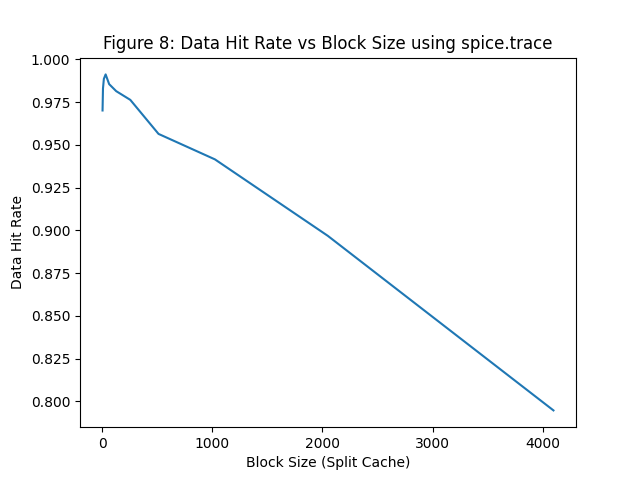 Figure 8: Data Hit Rate vs Block Size using spice.trace
1.000
0.975
0.950
0.925
0.900
0.875
0.850
0.825
0.800
Data Hit Rate
0 1000 2000 3000 4000
Block Size (Split Cache)